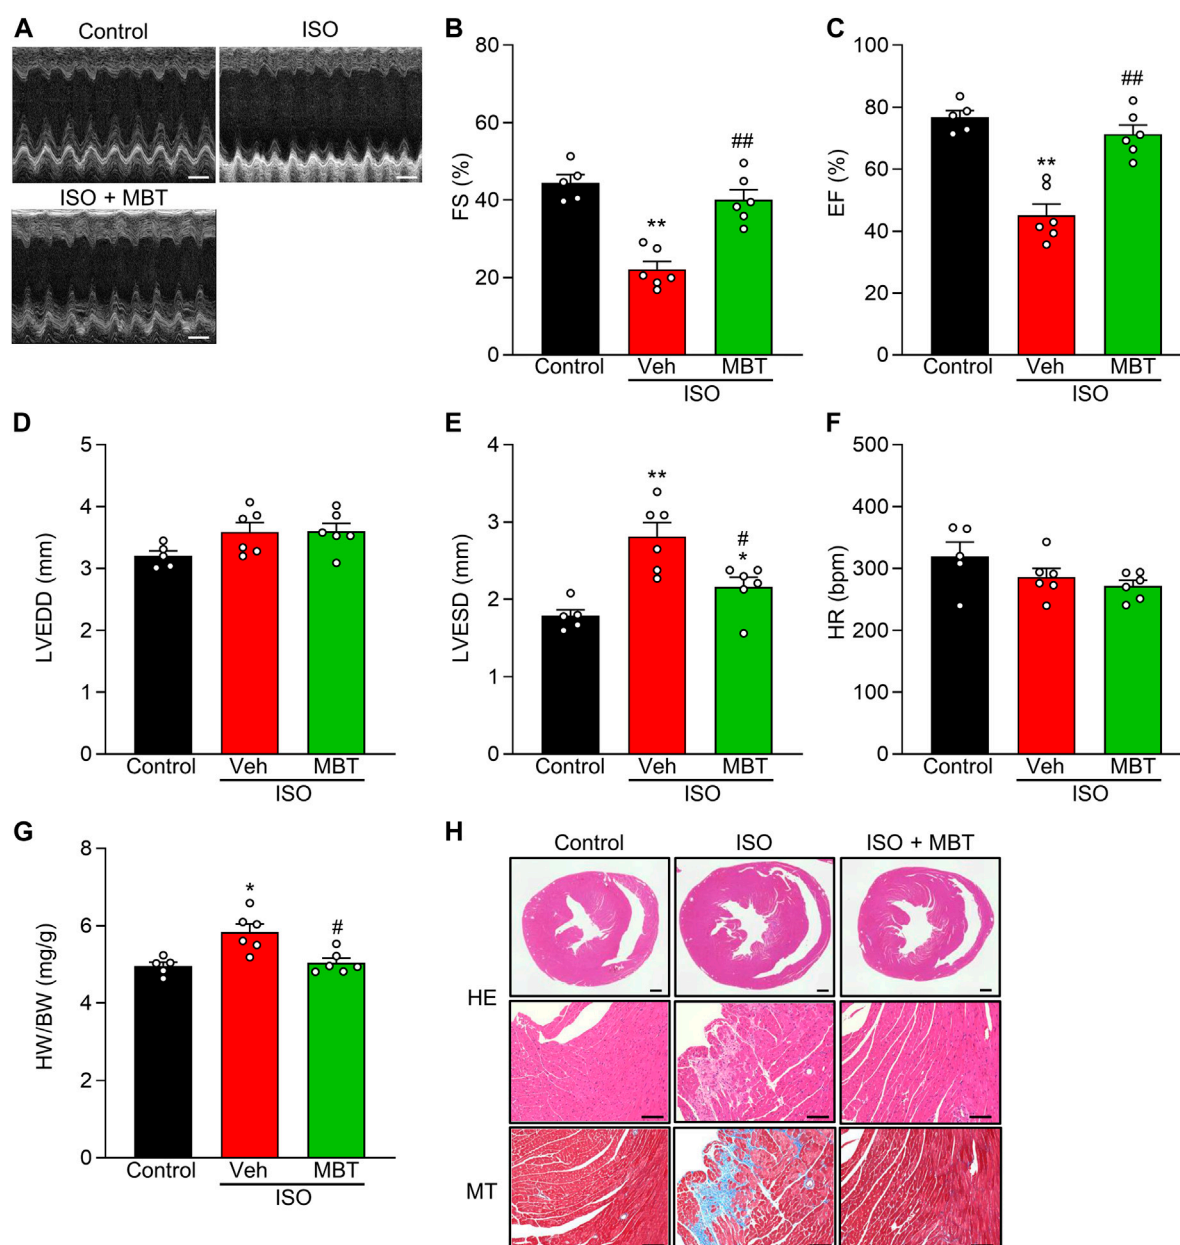 A
Control
ISO
ISO + MBT
B
FS (%)
80
60
40
20
0
**
##
Control
Veh
MBT
ISO
C
EF (%)
100
80
60
40
20
0
**
##
Control
Veh
MBT
ISO
D
LVEDD (mm)
5
4
3
2
1
0
Control
Veh
MBT
ISO
E
LVESD (mm)
4
3
2
1
0
**
#
*
Control
Veh
MBT
ISO
F
HR (bpm)
500
400
300
200
100
0
Control
Veh
MBT
ISO
G
HW/BW (mg/g)
8
6
4
2
0
*
#
Control
Veh
MBT
ISO
H
Control
ISO
ISO + MBT
HE
MT